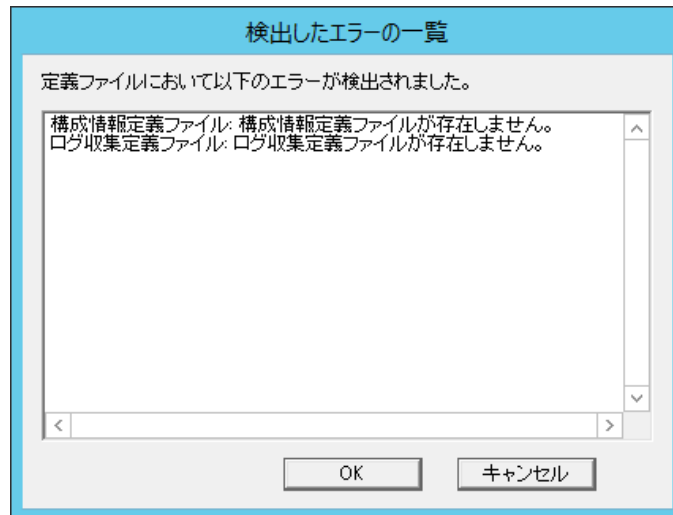 検出したエラーの一覧
定義ファイルにおいて以下のエラーが検出されました。
構成情報定義ファイル: 構成情報定義ファイルが存在しません。
ログ収集定義ファイル: ログ収集定義ファイルが存在しません。
OK
キャンセル